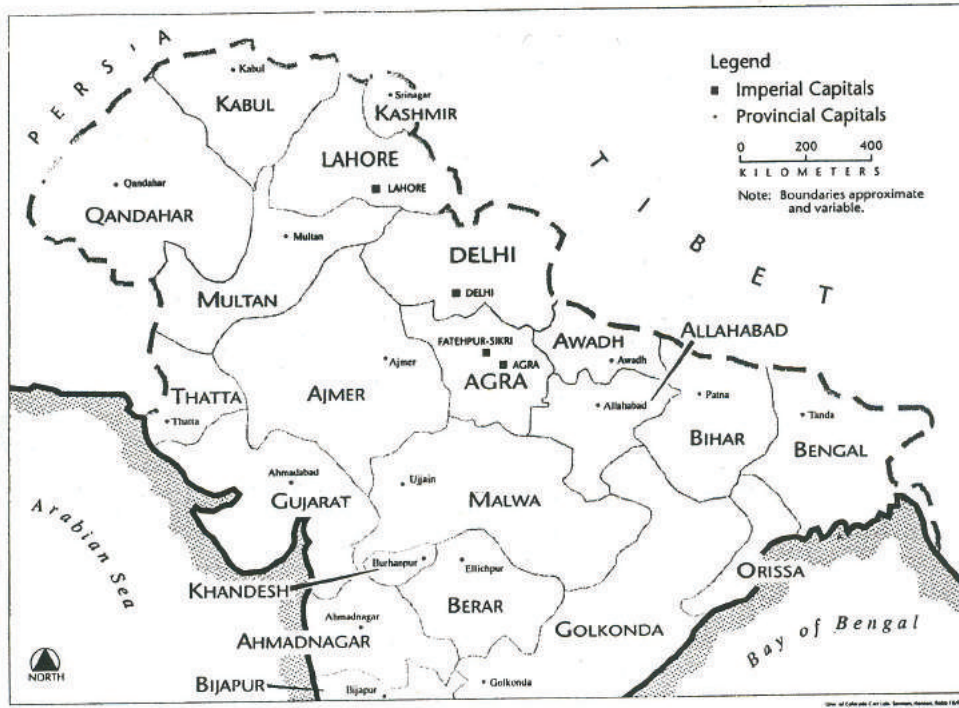 PERSIA
Kabul
KABUL
Srinagar
KASHMIR
LAHORE
LAHORE
Qandahar
QANDAHAR
Multan
MULTAN
DELHI
DELHI
TIBET
Legend
Imperial Capitals
Provincial Capitals
0 200 400
KILOMETERS
Note: Boundaries approximate
and variable.
FATEHPUR-SIKRI
AGRA
AGRA
AWADH
Awadh
ALLAHABAD
Allahabad
Ajmer
AJMER
THATTA
Thatta
Patna
BIHAR
Tanda
BENGAL
Ahmadabad
GUJARAT
Ujjain
MALWA
Arabian Sea
Burhanpur
KHANDESH
Ellichpur
BERAR
ORISSA
Ahmadnagar
AHMADNAGAR
GOLKONDA
Golkonda
Bay of Bengal
BIJAPUR
Bijapur
NORTH